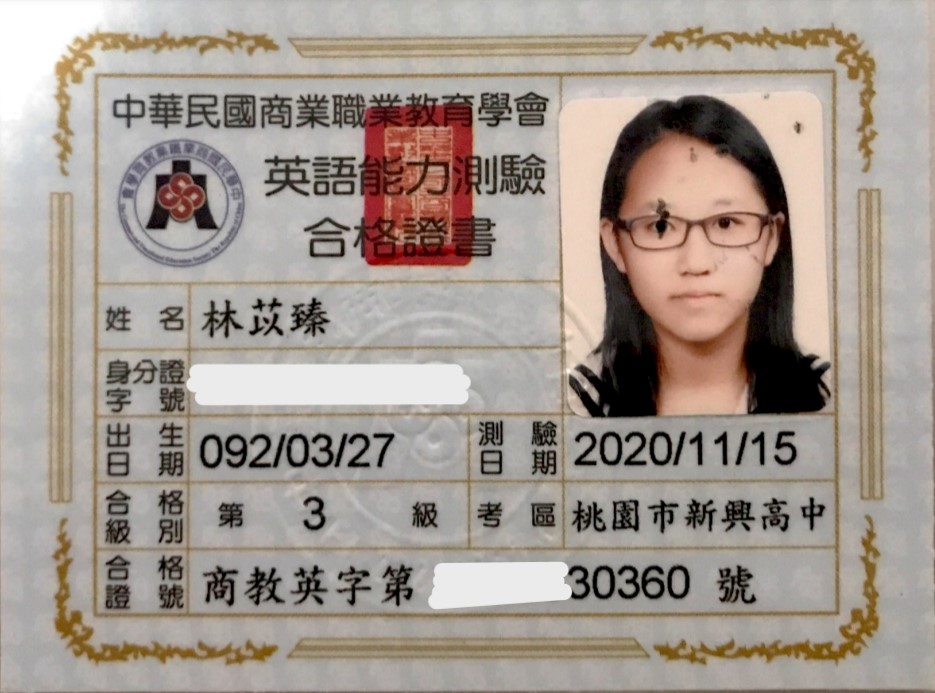 中華民國商業職業教育學會
英語能力測驗
合格證書
姓名 林苡臻
身分證字號
出生日期 092/03/27 測驗日期 2020/11/15
合格級別 第 3 級 考區 桃園市新興高中
合格證號 商教英字第 30360 號